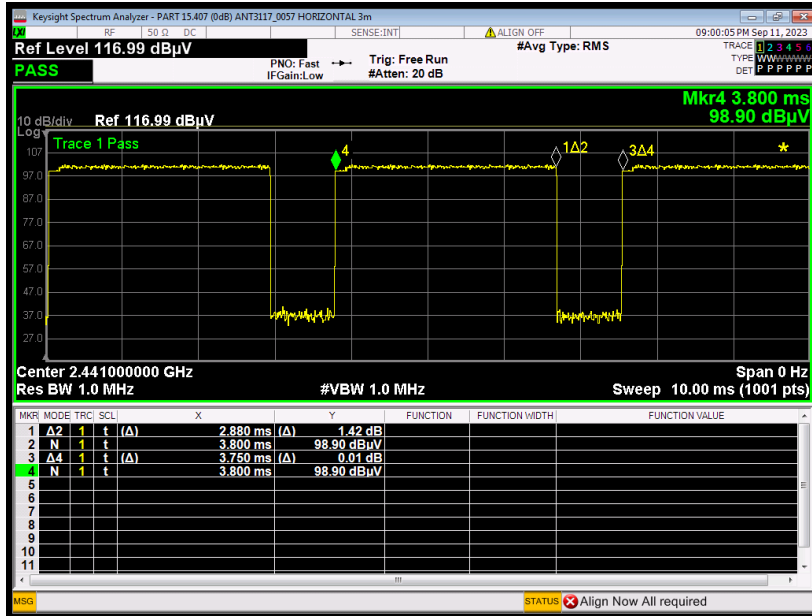 Keysight Spectrum Analyzer - PART 15.407 (0dB) ANT3117_0057 HORIZONTAL 3m
LXI RF 50 Ω DC SENSE:INT ALIGN OFF 09:00:05 PM Sep 11, 2023
Ref Level 116.99 dBµV #Avg Type: RMS TRACE 1 2 3 4 5 6
PASS PNO: Fast Trig: Free Run TYPE WWWWWW
IFGain:Low #Atten: 20 dB DET P P P P P P
Mkr4 3.800 ms
10 dB/div Ref 116.99 dBµV 98.90 dBµV
Log
Trace 1 Pass
4 1Δ2 3Δ4 *
107
97.0
87.0
77.0
67.0
57.0
47.0
37.0
27.0
Center 2.441000000 GHz Span 0 Hz
Res BW 1.0 MHz #VBW 1.0 MHz Sweep 10.00 ms (1001 pts)
MKR MODE TRC SCL X Y FUNCTION FUNCTION WIDTH FUNCTION VALUE
1 Δ2 1 t (Δ) 2.880 ms (Δ) 1.42 dB
2 N 1 t 3.800 ms 98.90 dBµV
3 Δ4 1 t (Δ) 3.750 ms (Δ) 0.01 dB
4 N 1 t 3.800 ms 98.90 dBµV
5
6
7
8
9
10
11
MSG STATUS Align Now All required